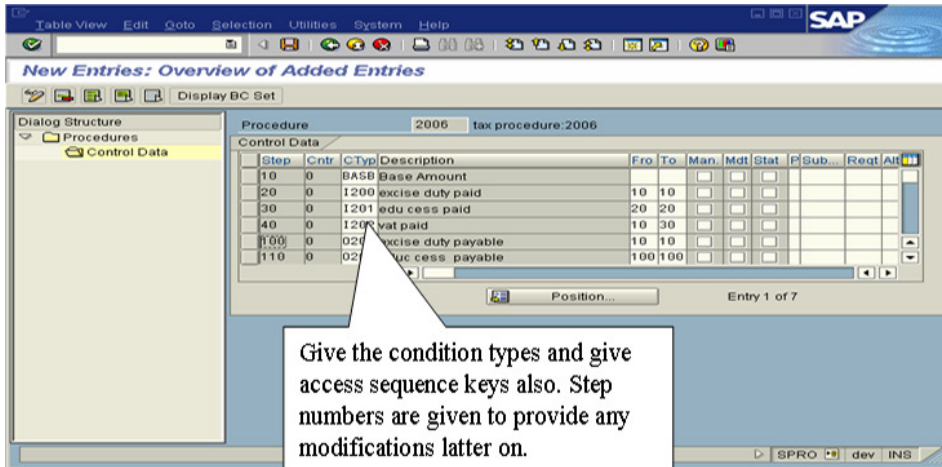 Table View Edit Goto Selection Utilities System Help
SAP
New Entries: Overview of Added Entries
Display BC Set
Dialog Structure
Procedures
Control Data
Procedure 2006 tax procedure:2006
Control Data
Step Cntr CTyp Description Fro To Man. Mdt Stat P Sub... Reqt Alt
10 0 BASB Base Amount
20 0 I200 excise duty paid 10 10
30 0 I201 edu cess paid 20 20
40 0 vat paid 10 30
100 0 excise duty payable 10 10
110 0 cess payable 100 100
Position... Entry 1 of 7
Give the condition types and give
access sequence keys also. Step
numbers are given to provide any
modifications latter on.
SPRO dev INS